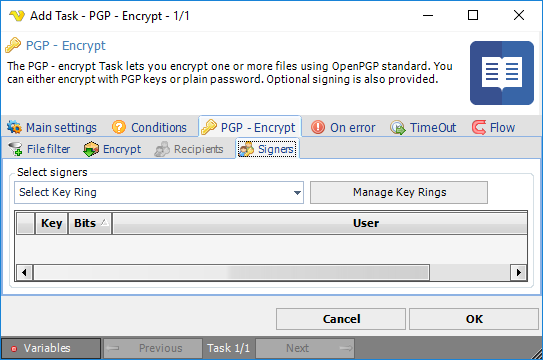 Add Task - PGP - Encrypt - 1/1
PGP - Encrypt
The PGP - encrypt Task lets you encrypt one or more files using OpenPGP standard. You
can either encrypt with PGP keys or plain password. Optional signing is also provided.
Main settings Conditions PGP - Encrypt On error TimeOut Flow
File filter Encrypt Recipients Signers
Select signers
Select Key Ring Manage Key Rings
Key Bits User
Cancel OK
Variables Previous Task 1/1 Next